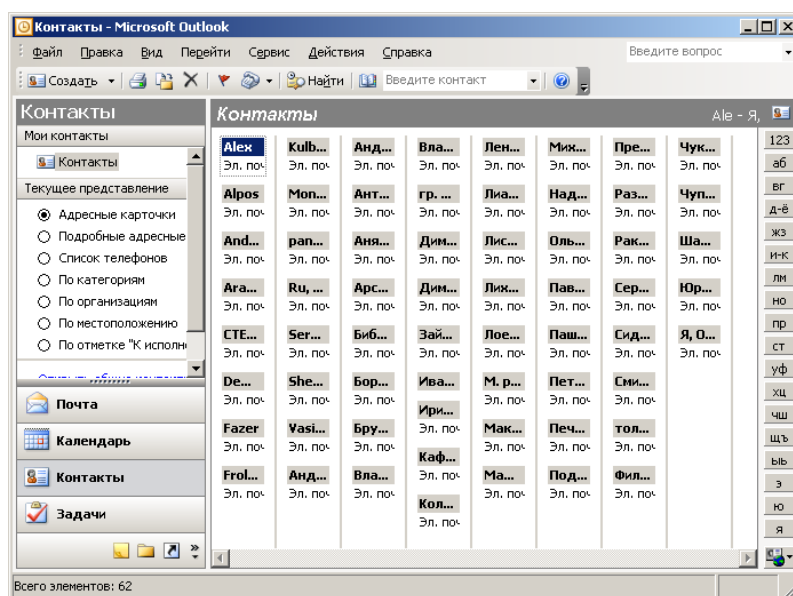 Контакты - Microsoft Outlook
Файл Правка Вид Перейти Сервис Действия Справка Введите вопрос
Создать Найти Введите контакт
Контакты
Мои контакты
Контакты
Текущее представление
Адресные карточки
Подробные адресные
Список телефонов
По категориям
По организациям
По местоположению
По отметке "К исполн
Почта
Календарь
Контакты
Задачи
Контакты Ale - Я,
Alex
Эл. поч
Alpos
Эл. поч
And...
Эл. поч
Ara...
Эл. поч
CTE...
Эл. поч
De...
Эл. поч
Fazer
Эл. поч
Frol...
Эл. поч
Kulb...
Эл. поч
Mon...
Эл. поч
pan...
Эл. поч
Ru, ...
Эл. поч
Ser...
Эл. поч
She...
Эл. поч
Vasi...
Эл. поч
Анд...
Эл. поч
Анд...
Эл. поч
Ант...
Эл. поч
Аня...
Эл. поч
Арс...
Эл. поч
Биб...
Эл. поч
Бор...
Эл. поч
Бру...
Эл. поч
Вла...
Эл. поч
Вла...
Эл. поч
гр. ...
Эл. поч
Дим...
Эл. поч
Дим...
Эл. поч
Зай...
Эл. поч
Ива...
Ири...
Эл. поч
Каф...
Кол...
Эл. поч
Лен...
Эл. поч
Лиа...
Эл. поч
Лис...
Эл. поч
Лих...
Эл. поч
Лое...
Эл. поч
М. р...
Эл. поч
Мак...
Эл. поч
Ма...
Эл. поч
Мих...
Эл. поч
Над...
Эл. поч
Оль...
Эл. поч
Пав...
Эл. поч
Паш...
Эл. поч
Пет...
Эл. поч
Печ...
Эл. поч
Под...
Эл. поч
Пре...
Эл. поч
Раз...
Эл. поч
Рак...
Эл. поч
Сер...
Эл. поч
Сид...
Эл. поч
Сми...
Эл. поч
тол...
Эл. поч
Фил...
Эл. поч
Чук...
Эл. поч
Чуп...
Эл. поч
Ша...
Эл. поч
Юр...
Эл. поч
Я, О...
Эл. поч
123
аб
вг
д-ё
жз
и-к
лм
но
пр
ст
уф
хц
чш
щъ
ыь
э
ю
я
Всего элементов: 62